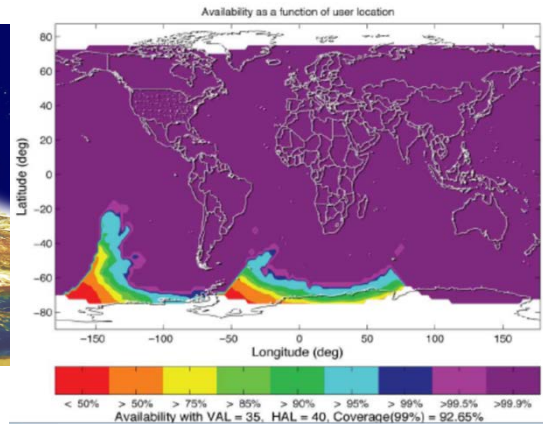 Availability as a function of user location
80
60
40
20
0
−20
−40
−60
−80
Latitude (deg)
−150 −100 −50 0 50 100 150
Longitude (deg)
< 50% > 50% > 75% > 85% > 90% > 95% > 99% >99.5% >99.9%
Availability with VAL = 35, HAL = 40, Coverage(99%) = 92.65%